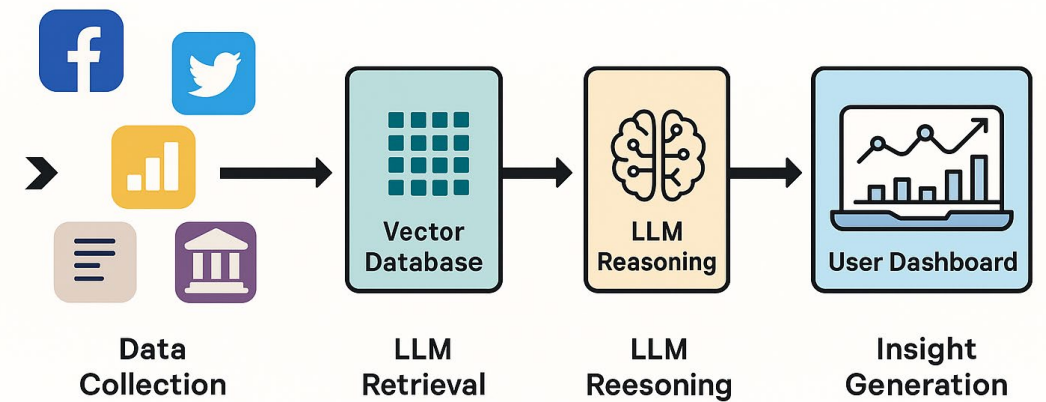 Vector
Database
LLM
Reasoning
User Dashboard
Data
Collection
LLM
Retrieval
LLM
Reesoning
Insight
Generation